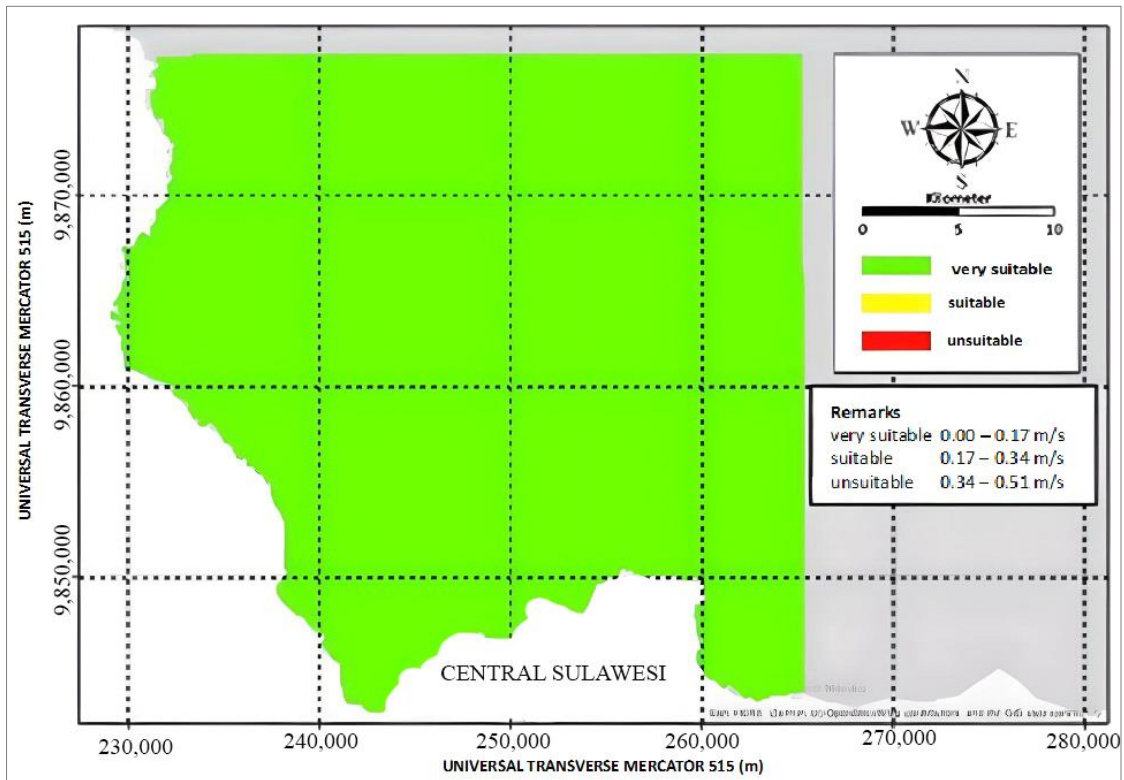 UNIVERSAL TRANSVERSE MERCATOR 515 (m)
9,870,000
9,860,000
9,850,000
N
W
E
S
Kilometer
0 5 10
very suitable
suitable
unsuitable
Remarks
very suitable 0.00 – 0.17 m/s
suitable 0.17 – 0.34 m/s
unsuitable 0.34 – 0.51 m/s
CENTRAL SULAWESI
230,000 240,000 250,000 260,000 270,000 280,000
UNIVERSAL TRANSVERSE MERCATOR 515 (m)